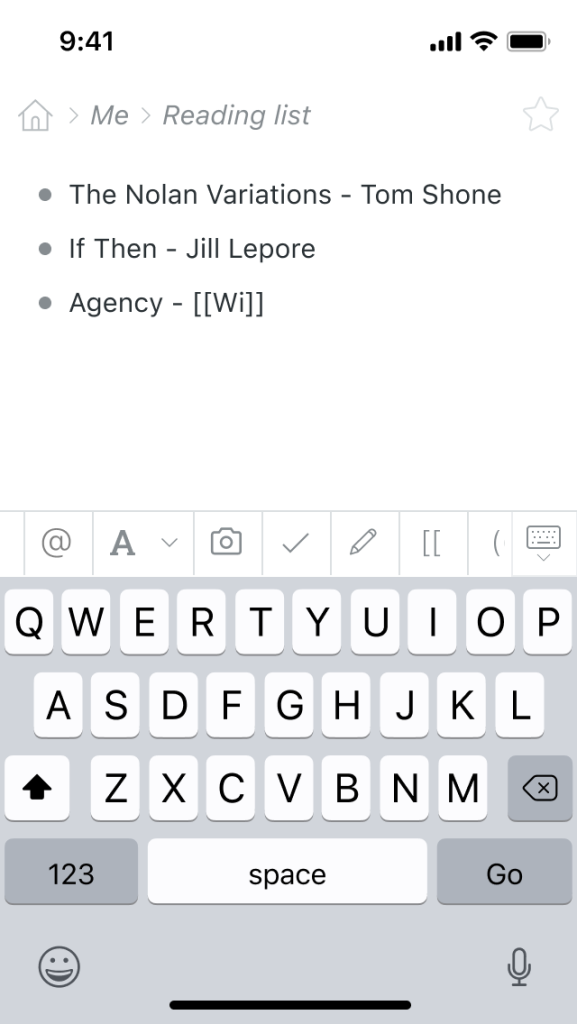 9:41
Me > Reading list
The Nolan Variations - Tom Shone
If Then - Jill Lepore
Agency - [[Wi]]
@ A [[ (
Q W E R T Y U I O P
A S D F G H J K L
Z X C V B N M
123 space Go